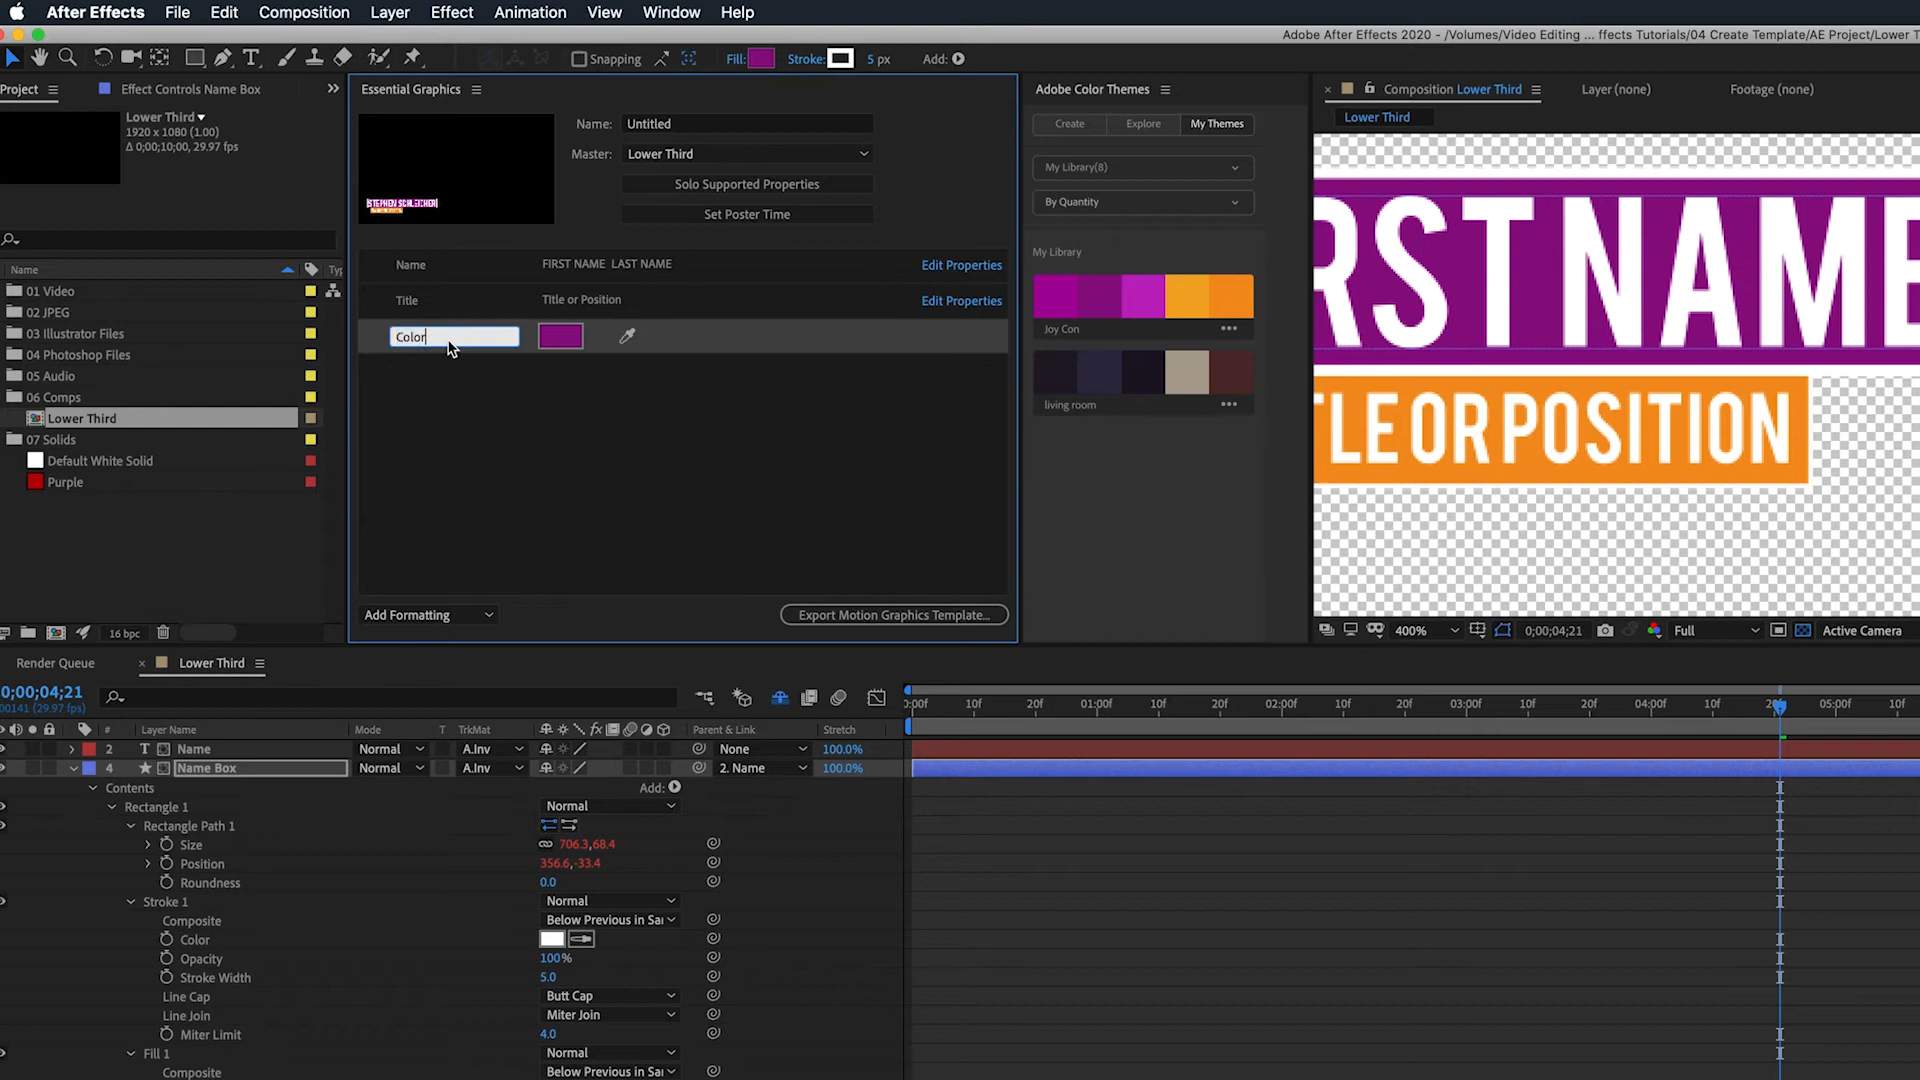 After Effects File Edit Composition Layer Effect Animation View Window Help
Adobe After Effects 2020 - /Volumes/Video Editing ... ffects Tutorials/04 Create Template/AE Project/Lower T
Snapping Fill: Stroke: 5 px Add:
Project Effect Controls Name Box
Lower Third
1920 x 1080 (1.00)
Δ 0;00;10;00, 29.97 fps
Name Typ
01 Video
02 JPEG
03 Illustrator Files
04 Photoshop Files
05 Audio
06 Comps
Lower Third
07 Solids
Default White Solid
Purple
16 bpc
Essential Graphics
STEPHEN SCHLEICHER
Name: Untitled
Master: Lower Third
Solo Supported Properties
Set Poster Time
Name FIRST NAME LAST NAME Edit Properties
Title Title or Position Edit Properties
Color
Add Formatting Export Motion Graphics Template...
Adobe Color Themes
Create Explore My Themes
My Library(8)
By Quantity
My Library
Joy Con
living room
Composition Lower Third Layer (none) Footage (none)
Lower Third
RST NAME
TLE OR POSITION
400% 0;00;04;21 Full Active Camera
Render Queue Lower Third
0;00;04;21
00141 (29.97 fps)
# Layer Name Mode T TrkMat Parent & Link Stretch
:00f 10f 20f 01:00f 10f 20f 02:00f 10f 20f 03:00f 10f 20f 04:00f 10f 20f 05:00f 10f
2 T Name Normal A.Inv None 100.0%
4 Name Box Normal A.Inv 2. Name 100.0%
Contents Add:
Rectangle 1 Normal
Rectangle Path 1
Size 706.3,68.4
Position 356.6,-33.4
Roundness 0.0
Stroke 1 Normal
Composite Below Previous in Sai
Color
Opacity 100%
Stroke Width 5.0
Line Cap Butt Cap
Line Join Miter Join
Miter Limit 4.0
Fill 1 Normal
Composite Below Previous in Sai